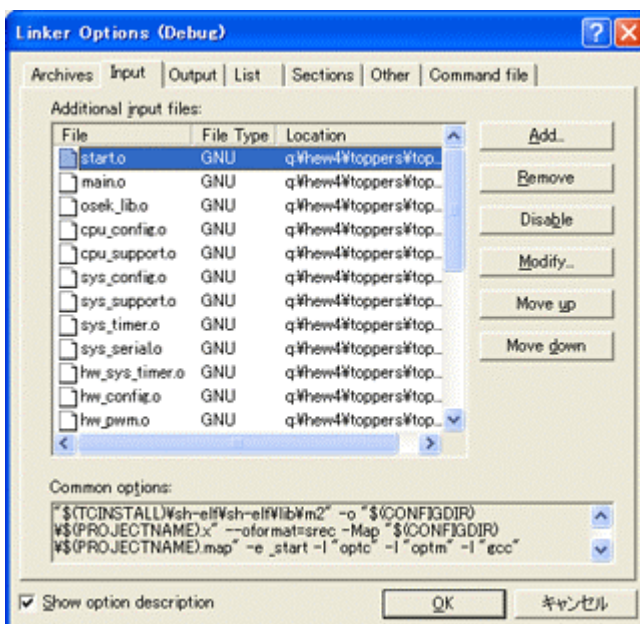 Linker Options (Debug)
Archives Input Output List Sections Other Command file
Additional input files:
File File Type Location
start.o GNU q:¥hew4¥toppers¥top...
main.o GNU q:¥hew4¥toppers¥top...
osek_lib.o GNU q:¥hew4¥toppers¥top...
cpu_config.o GNU q:¥hew4¥toppers¥top...
cpu_support.o GNU q:¥hew4¥toppers¥top...
sys_config.o GNU q:¥hew4¥toppers¥top...
sys_support.o GNU q:¥hew4¥toppers¥top...
sys_timer.o GNU q:¥hew4¥toppers¥top...
sys_serial.o GNU q:¥hew4¥toppers¥top...
hw_sys_timer.o GNU q:¥hew4¥toppers¥top...
hw_config.o GNU q:¥hew4¥toppers¥top...
hw_pwm.o GNU q:¥hew4¥toppers¥top...
Add...
Remove
Disable
Modify...
Move up
Move down
Common options:
"$(TCINSTALL)¥sh-elf¥sh-elf¥lib¥m2" -o "$(CONFIGDIR)
¥$(PROJECTNAME).x" --oformat=srec -Map "$(CONFIGDIR)
¥$(PROJECTNAME).map" -e _start -l "optc" -l "optm" -l "gcc"
Show option description
OK キャンセル